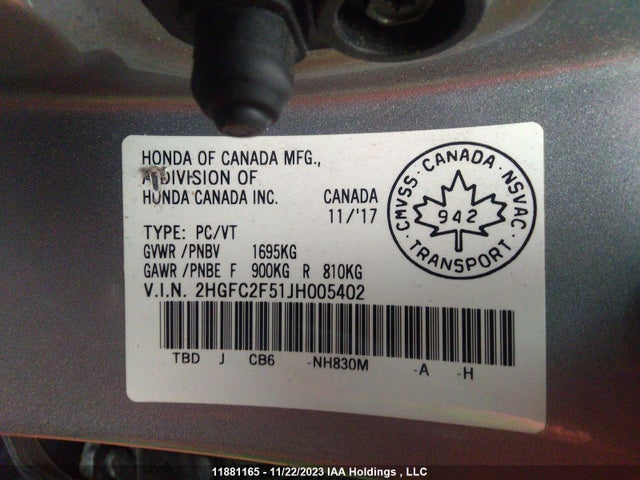 HONDA OF CANADA MFG.,
A DIVISION OF
HONDA CANADA INC.
CANADA
11/'17
TYPE: PC/VT
GVWR /PNBV 1695KG
GAWR /PNBE F 900KG R 810KG
V.I.N. 2HGFC2F51JH005402
TBD J CB6 -NH830M -A -H
CMVSS · CANADA · NSVAC
942
· TRANSPORT ·
11881165 - 11/22/2023 IAA Holdings , LLC